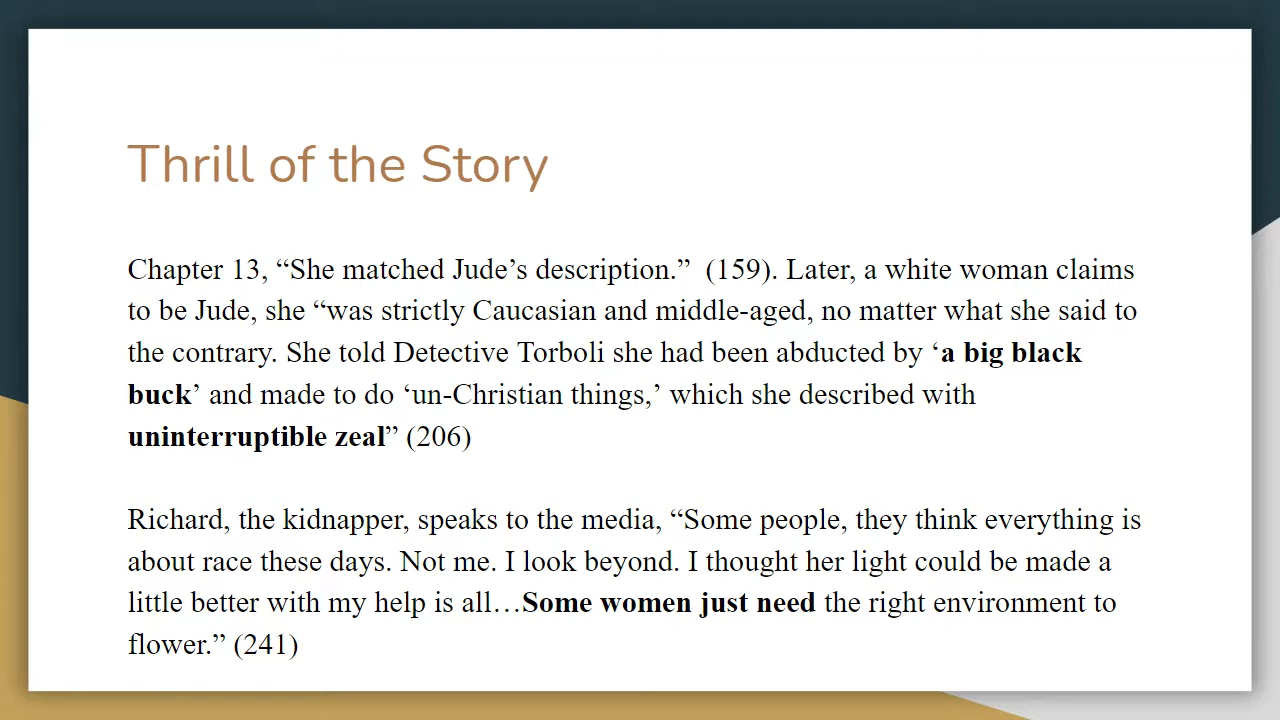 Thrill of the Story
Chapter 13, “She matched Jude’s description.”  (159). Later, a white woman claims
to be Jude, she “was strictly Caucasian and middle-aged, no matter what she said to
the contrary. She told Detective Torboli she had been abducted by ‘a big black
buck’ and made to do ‘un-Christian things,’ which she described with
uninterruptible zeal” (206)
Richard, the kidnapper, speaks to the media, “Some people, they think everything is
about race these days. Not me. I look beyond. I thought her light could be made a
little better with my help is all…Some women just need the right environment to
flower.” (241)